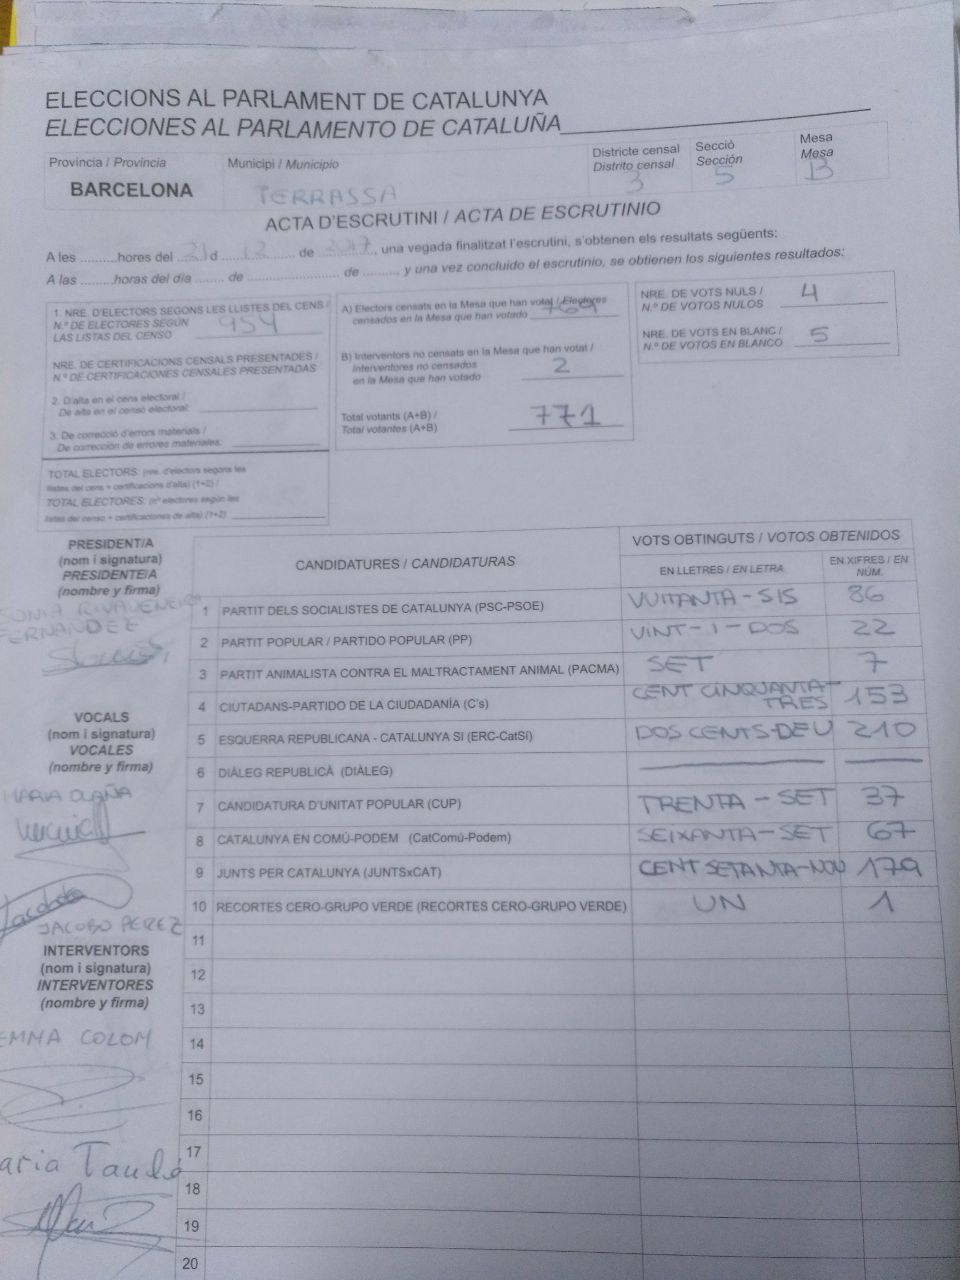 ELECCIONS AL PARLAMENT DE CATALUNYA
ELECCIONES AL PARLAMENTO DE CATALUÑA
Província / Provincia
BARCELONA
Municipi / Municipio
TERRASSA
Districte censal
Distrito censal
3
Secció
Sección
5
Mesa
Mesa
B
ACTA D'ESCRUTINI / ACTA DE ESCRUTINIO
A les ..........hores del 21 d 12 de 2017, una vegada finalitzat l'escrutini, s'obtenen els resultats següents:
A las .........horas del día ........ de ........................ de .........., y una vez concluido el escrutinio, se obtienen los siguientes resultados:
1. NRE. D'ELECTORS SEGONS LES LLISTES DEL CENS /
N.º DE ELECTORES SEGÚN
LAS LISTAS DEL CENSO 954
NRE. DE CERTIFICACIONS CENSALS PRESENTADES /
N.º DE CERTIFICACIONES CENSALES PRESENTADAS
2. D'alta en el cens electoral /
De alta en el censo electoral:
3. De correcció d'errors materials /
De corrección de errores materiales:
TOTAL ELECTORS: (nre. d'electors segons les
llistes del cens + certificacions d'alta) (1+2) /
TOTAL ELECTORES: (nº electores según las
listas del censo + certificaciones de alta) (1+2)
A) Electors censats en la Mesa que han votat / Electores
censados en la Mesa que han votado 769
B) Interventors no censats en la Mesa que han votat /
Interventores no censados
en la Mesa que han votado 2
Total votants (A+B) /
Total votantes (A+B) 771
NRE. DE VOTS NULS /
N.º DE VOTOS NULOS 4
NRE. DE VOTS EN BLANC /
N.º DE VOTOS EN BLANCO 5
PRESIDENT/A
(nom i signatura)
PRESIDENTE/A
(nombre y firma)
SONIA
FERNANDEZ
VOCALS
(nom i signatura)
VOCALES
(nombre y firma)
MARIA
JACOBO PEREZ
INTERVENTORS
(nom i signatura)
INTERVENTORES
(nombre y firma)
EMMA COLOM
aria Tauló
CANDIDATURES / CANDIDATURAS
VOTS OBTINGUTS / VOTOS OBTENIDOS
EN LLETRES / EN LETRA
EN XIFRES / EN
NÚM.
1 PARTIT DELS SOCIALISTES DE CATALUNYA (PSC-PSOE) VUITANTA-SIS 86
2 PARTIT POPULAR / PARTIDO POPULAR (PP) VINT-I-DOS 22
3 PARTIT ANIMALISTA CONTRA EL MALTRACTAMENT ANIMAL (PACMA) SET 7
4 CIUTADANS-PARTIDO DE LA CIUDADANÍA (C's) CENT CINQUANTA-TRES 153
5 ESQUERRA REPUBLICANA - CATALUNYA SI (ERC-CatSí) DOS CENTS-DEU 210
6 DIÀLEG REPUBLICÀ (DIÀLEG)
7 CANDIDATURA D'UNITAT POPULAR (CUP) TRENTA-SET 37
8 CATALUNYA EN COMÚ-PODEM (CatComú-Podem) SEIXANTA-SET 67
9 JUNTS PER CATALUNYA (JUNTSxCAT) CENT SETANTA-NOU 179
10 RECORTES CERO-GRUPO VERDE (RECORTES CERO-GRUPO VERDE) UN 1
11
12
13
14
15
16
17
18
19
20